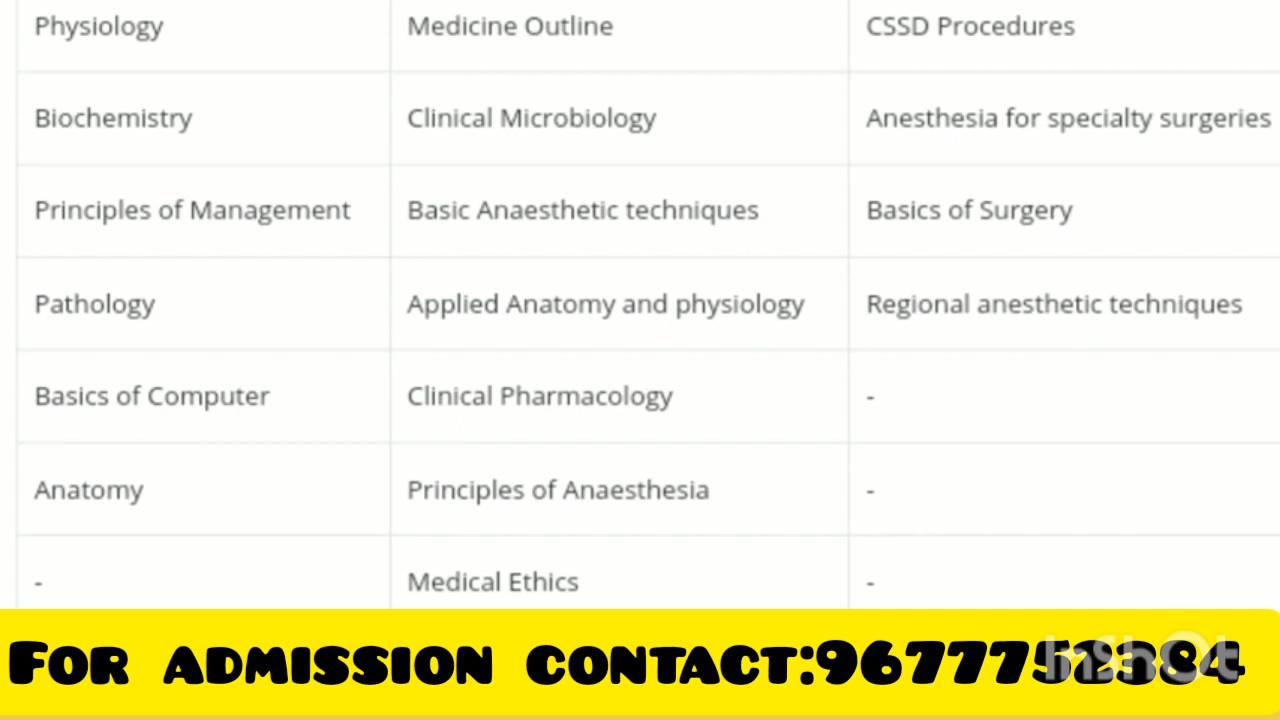 Physiology Medicine Outline CSSD Procedures
Biochemistry Clinical Microbiology Anesthesia for specialty surgeries
Principles of Management Basic Anaesthetic techniques Basics of Surgery
Pathology Applied Anatomy and physiology Regional anesthetic techniques
Basics of Computer Clinical Pharmacology -
Anatomy Principles of Anaesthesia -
- Medical Ethics -
For admission contact:9677752384
InShOt